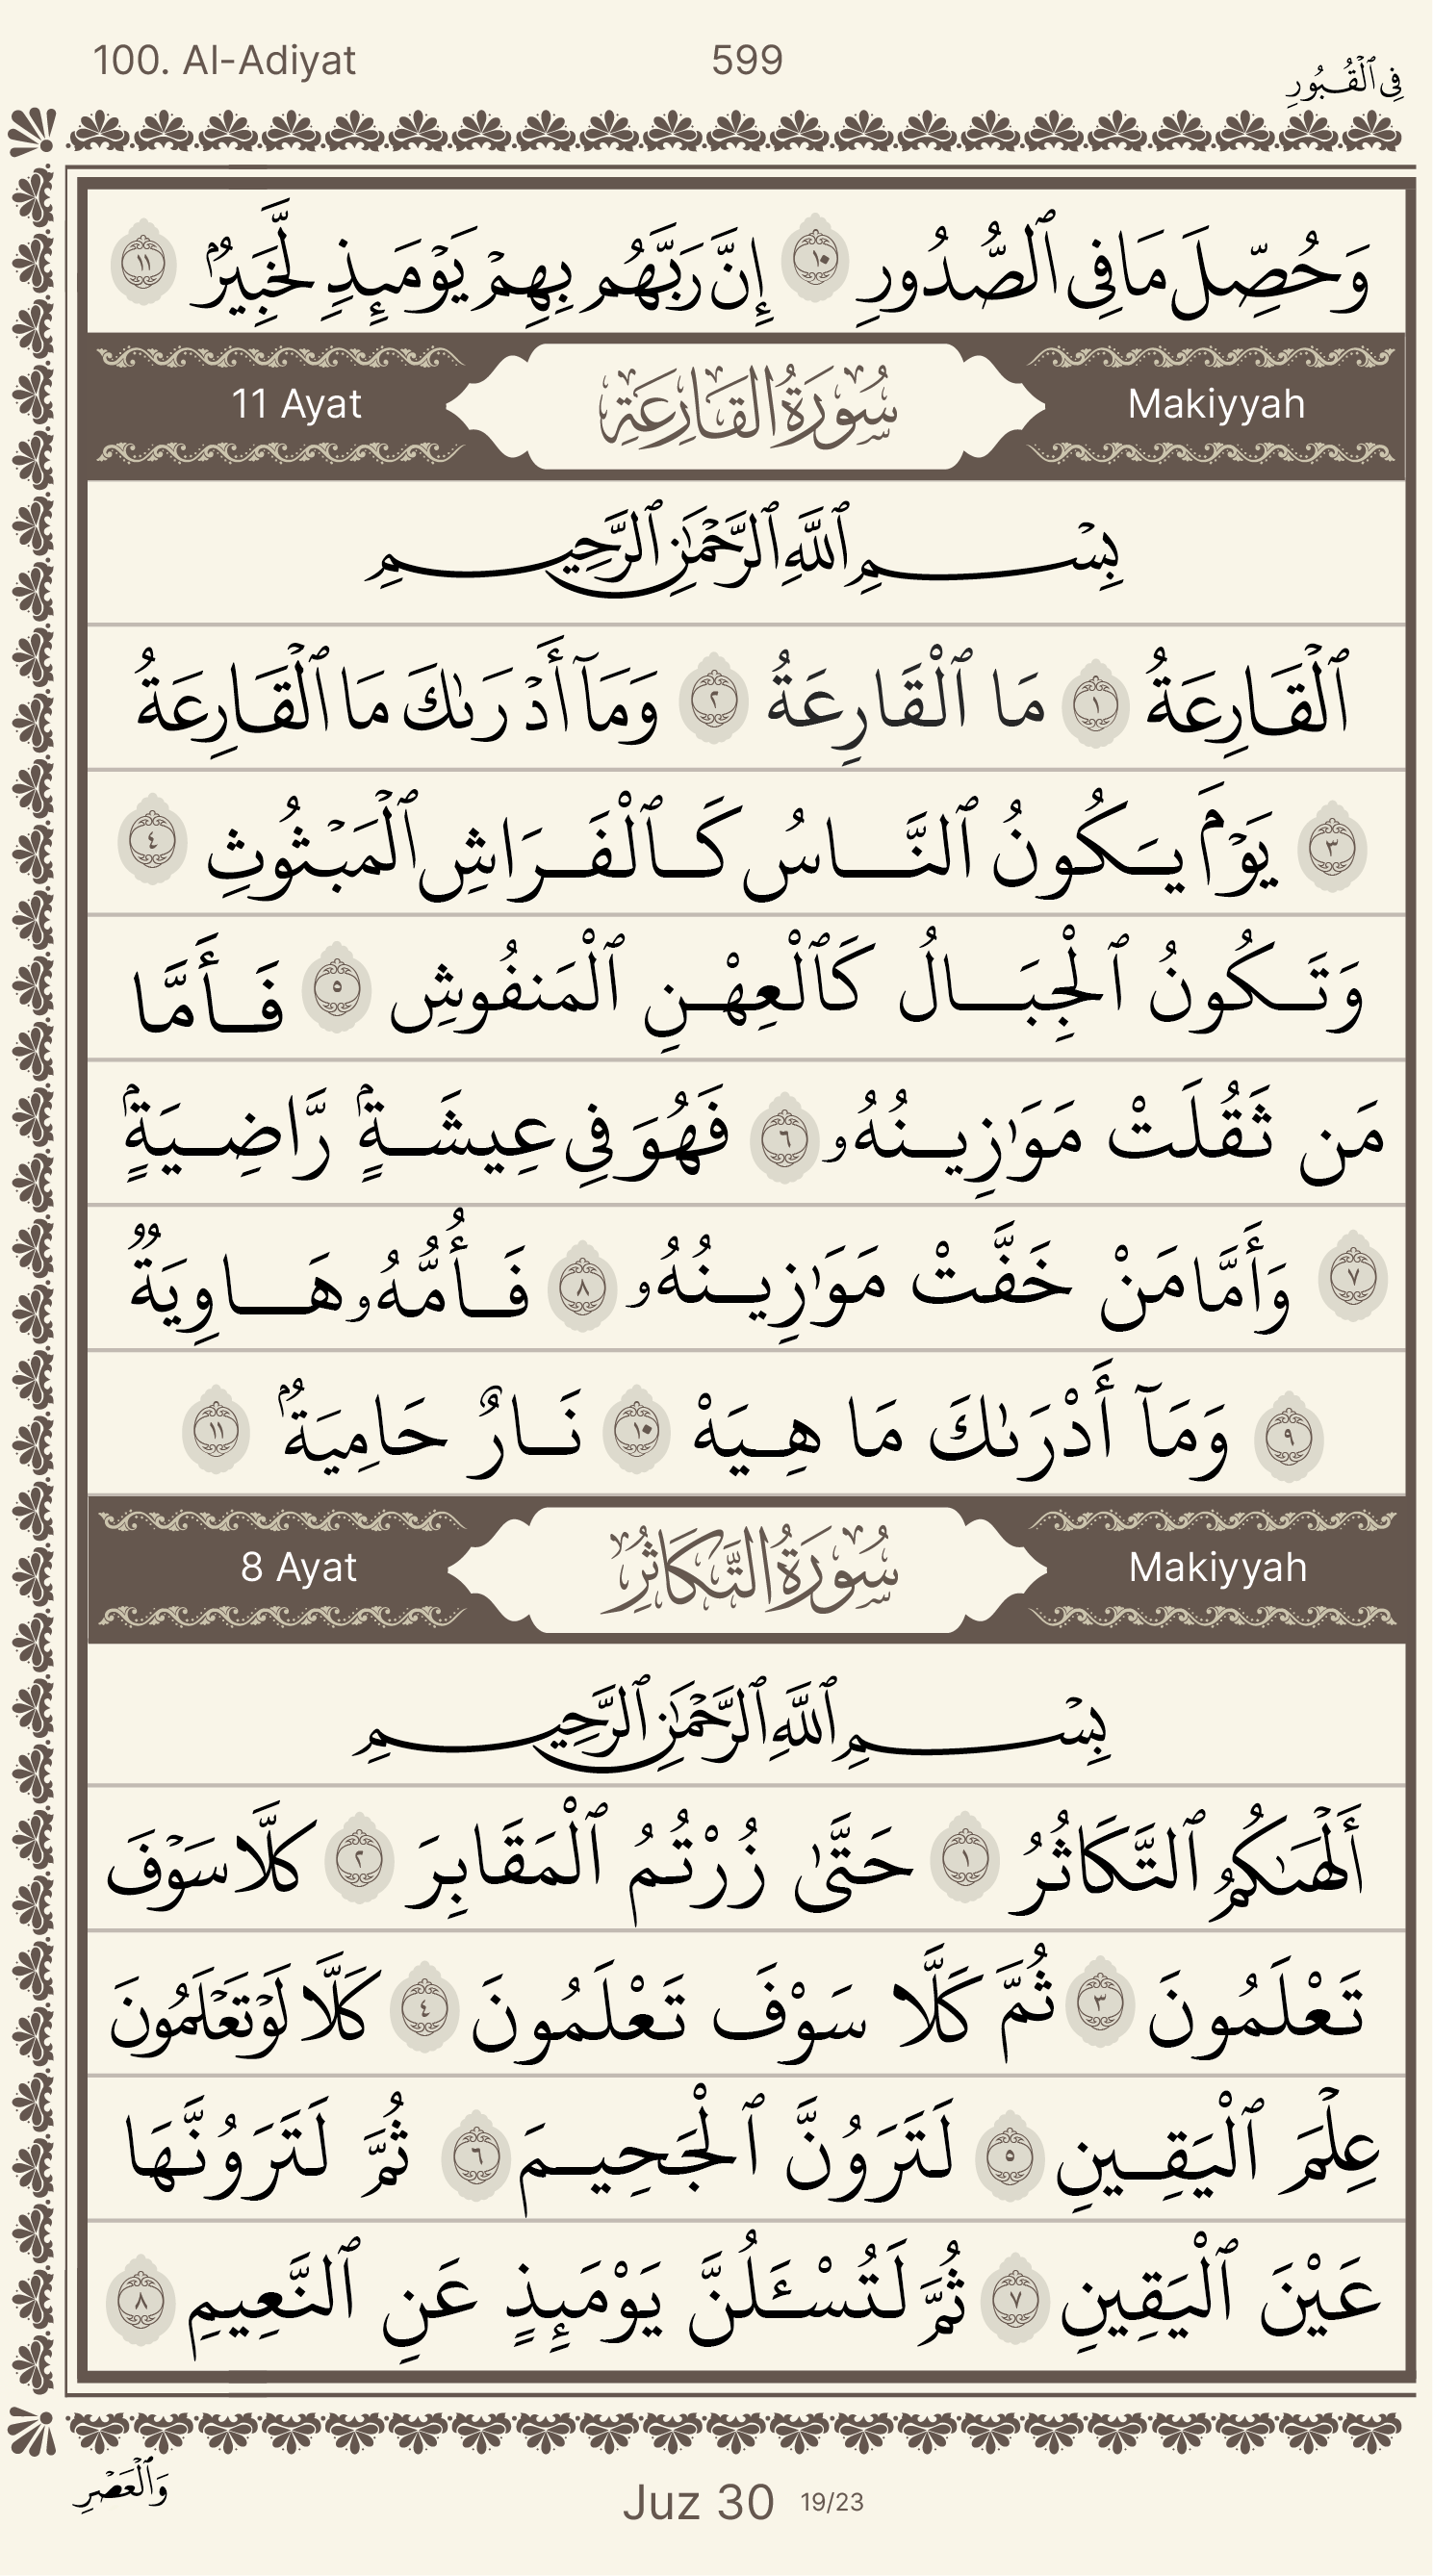 100. Al-Adiyat 599 فِى ٱلْقُبُورِ
وَحُصِّلَ مَا فِى ٱلصُّدُورِ ١٠ إِنَّ رَبَّهُم بِهِمْ يَوْمَئِذٍ لَّخَبِيرٌۢ ١١
11 Ayat سُورَةُ القَارِعَةِ Makiyyah
بِسْمِ ٱللَّهِ ٱلرَّحْمَٰنِ ٱلرَّحِيمِ
ٱلْقَارِعَةُ ١ مَا ٱلْقَارِعَةُ ٢ وَمَآ أَدْرَىٰكَ مَا ٱلْقَارِعَةُ
٣ يَوْمَ يَكُونُ ٱلنَّاسُ كَٱلْفَرَاشِ ٱلْمَبْثُوثِ ٤
وَتَكُونُ ٱلْجِبَالُ كَٱلْعِهْنِ ٱلْمَنفُوشِ ٥ فَأَمَّا
مَن ثَقُلَتْ مَوَٰزِينُهُۥ ٦ فَهُوَ فِى عِيشَةٍ رَّاضِيَةٍ
٧ وَأَمَّا مَنْ خَفَّتْ مَوَٰزِينُهُۥ ٨ فَأُمُّهُۥ هَاوِيَةٌ
٩ وَمَآ أَدْرَىٰكَ مَا هِيَهْ ١٠ نَارٌ حَامِيَةٌۢ ١١
8 Ayat سُورَةُ التَّكَاثُرِ Makiyyah
بِسْمِ ٱللَّهِ ٱلرَّحْمَٰنِ ٱلرَّحِيمِ
أَلْهَىٰكُمُ ٱلتَّكَاثُرُ ١ حَتَّىٰ زُرْتُمُ ٱلْمَقَابِرَ ٢ كَلَّا سَوْفَ
تَعْلَمُونَ ٣ ثُمَّ كَلَّا سَوْفَ تَعْلَمُونَ ٤ كَلَّا لَوْ تَعْلَمُونَ
عِلْمَ ٱلْيَقِينِ ٥ لَتَرَوُنَّ ٱلْجَحِيمَ ٦ ثُمَّ لَتَرَوُنَّهَا
عَيْنَ ٱلْيَقِينِ ٧ ثُمَّ لَتُسْـَٔلُنَّ يَوْمَئِذٍ عَنِ ٱلنَّعِيمِ ٨
وَٱلْعَصْرِ
Juz 30 19/23